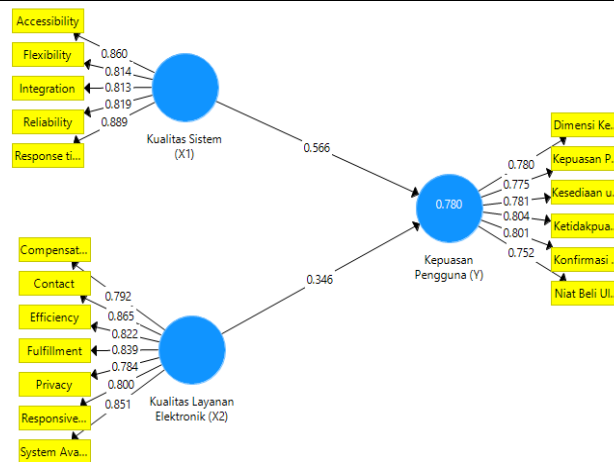 Accessibility
Flexibility
Integration
Reliability
Response ti...
0.860
0.814
0.813
0.819
0.889
Kualitas Sistem
(X1)
0.566
Compensat...
Contact
Efficiency
Fulfillment
Privacy
Responsive...
System Ava...
0.792
0.865
0.822
0.839
0.784
0.800
0.851
Kualitas Layanan
Elektronik (X2)
0.346
0.780
Kepuasan
Pengguna (Y)
0.780
0.775
0.781
0.804
0.801
0.752
Dimensi Ke...
Kepuasan P...
Kesediaan u...
Ketidakpua...
Konfirmasi ...
Niat Beli Ul...